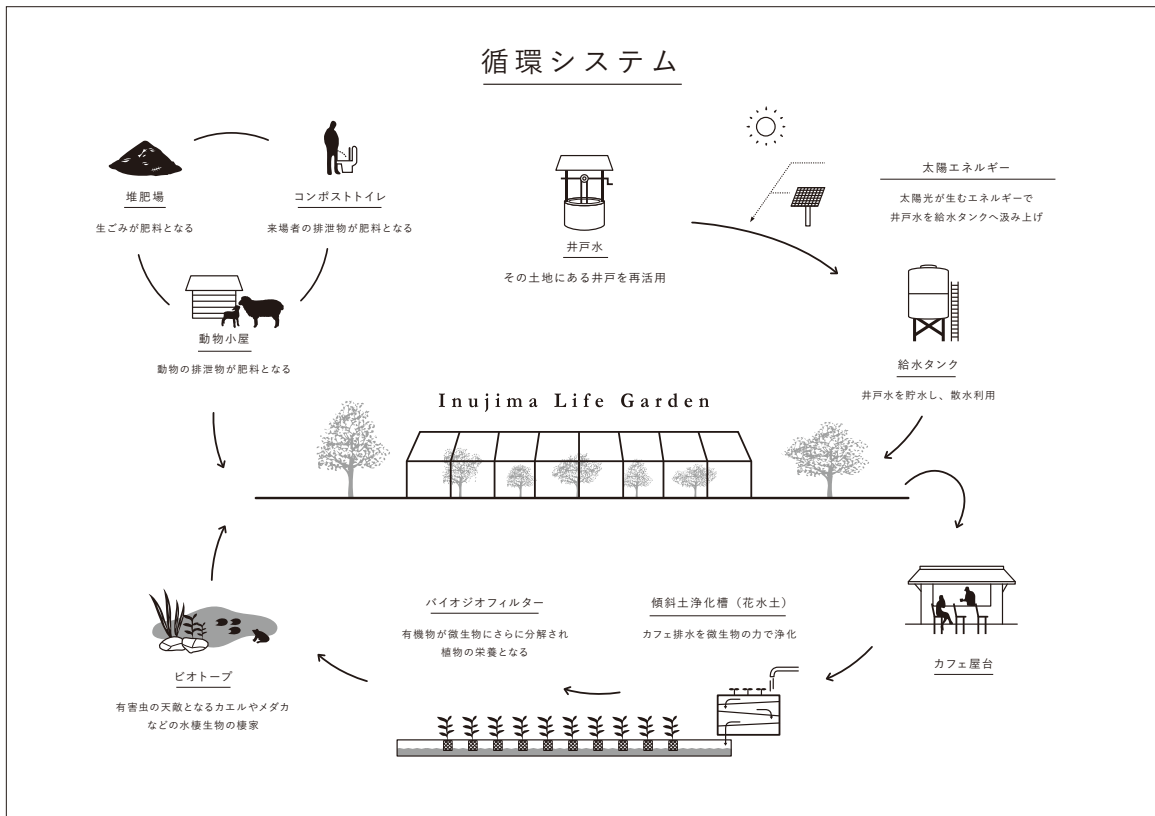 循環システム
堆肥場
生ごみが肥料となる
コンポストトイレ
来場者の排泄物が肥料となる
動物小屋
動物の排泄物が肥料となる
井戸水
その土地にある井戸を再活用
太陽エネルギー
太陽光が生むエネルギーで
井戸水を給水タンクへ汲み上げ
給水タンク
井戸水を貯水し、散水利用
Inujima Life Garden
カフェ屋台
傾斜土浄化槽（花水土）
カフェ排水を微生物の力で浄化
バイオジオフィルター
有機物が微生物にさらに分解され
植物の栄養となる
ビオトープ
有害虫の天敵となるカエルやメダカ
などの水棲生物の棲家